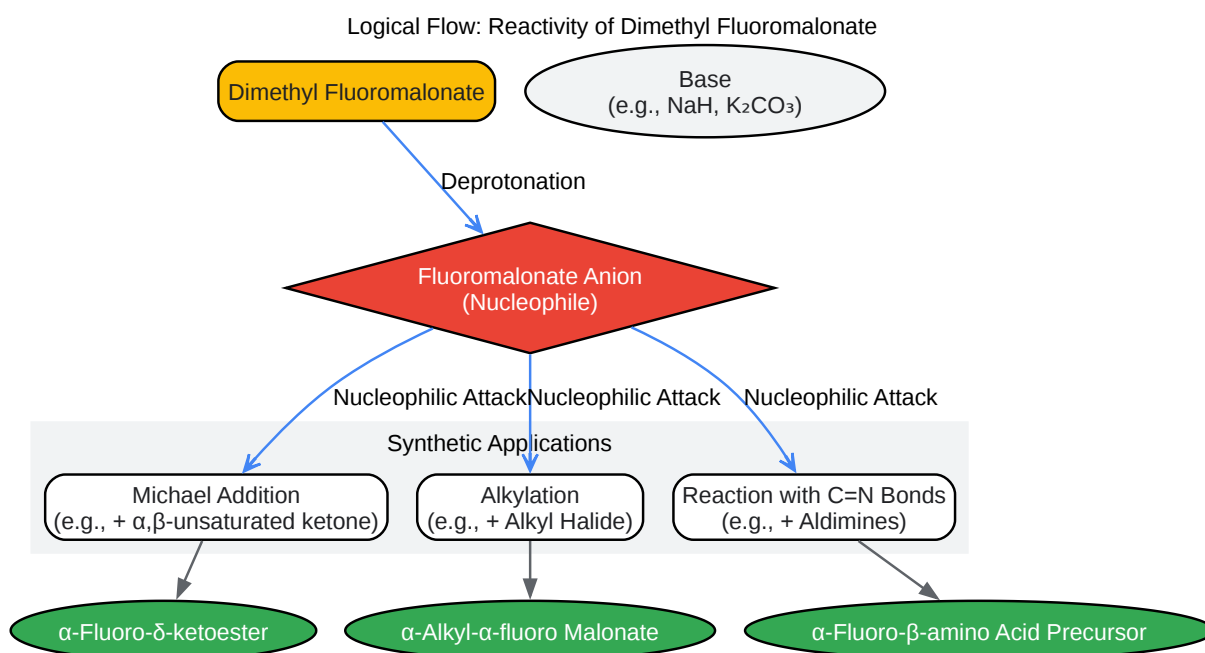 Logical Flow: Reactivity of Dimethyl Fluoromalonate
Dimethyl Fluoromalonate
Base
(e.g., NaH, K₂CO₃)
Deprotonation
Fluoromalonate Anion
(Nucleophile)
Nucleophilic Attack
Nucleophilic Attack
Nucleophilic Attack
Synthetic Applications
Michael Addition
(e.g., + α,β-unsaturated ketone)
Alkylation
(e.g., + Alkyl Halide)
Reaction with C=N Bonds
(e.g., + Aldimines)
α-Fluoro-δ-ketoester
α-Alkyl-α-fluoro Malonate
α-Fluoro-β-amino Acid Precursor